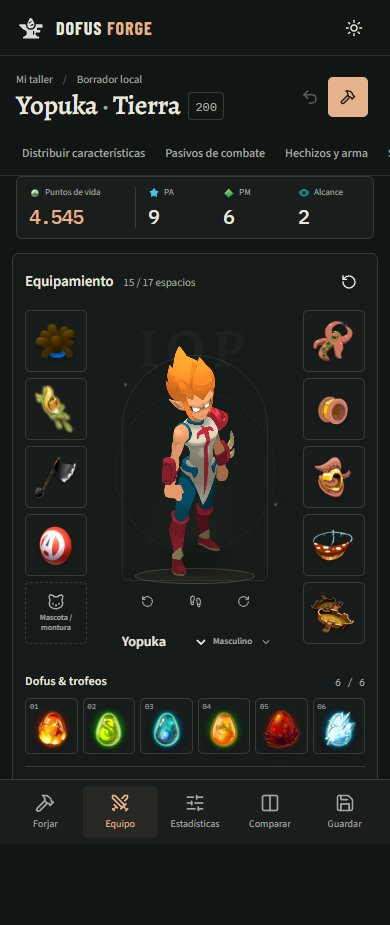 DOFUS FORGE
Mi taller / Borrador local
Yopuka · Tierra 200
Distribuir características Pasivos de combate Hechizos y arma
Puntos de vida PA PM Alcance
4.545 9 6 2
Equipamiento 15 / 17 espacios
IOP
Mascota /
montura
Yopuka Masculino
Dofus & trofeos 6 / 6
01 02 03 04 05 06
Forjar Equipo Estadísticas Comparar Guardar